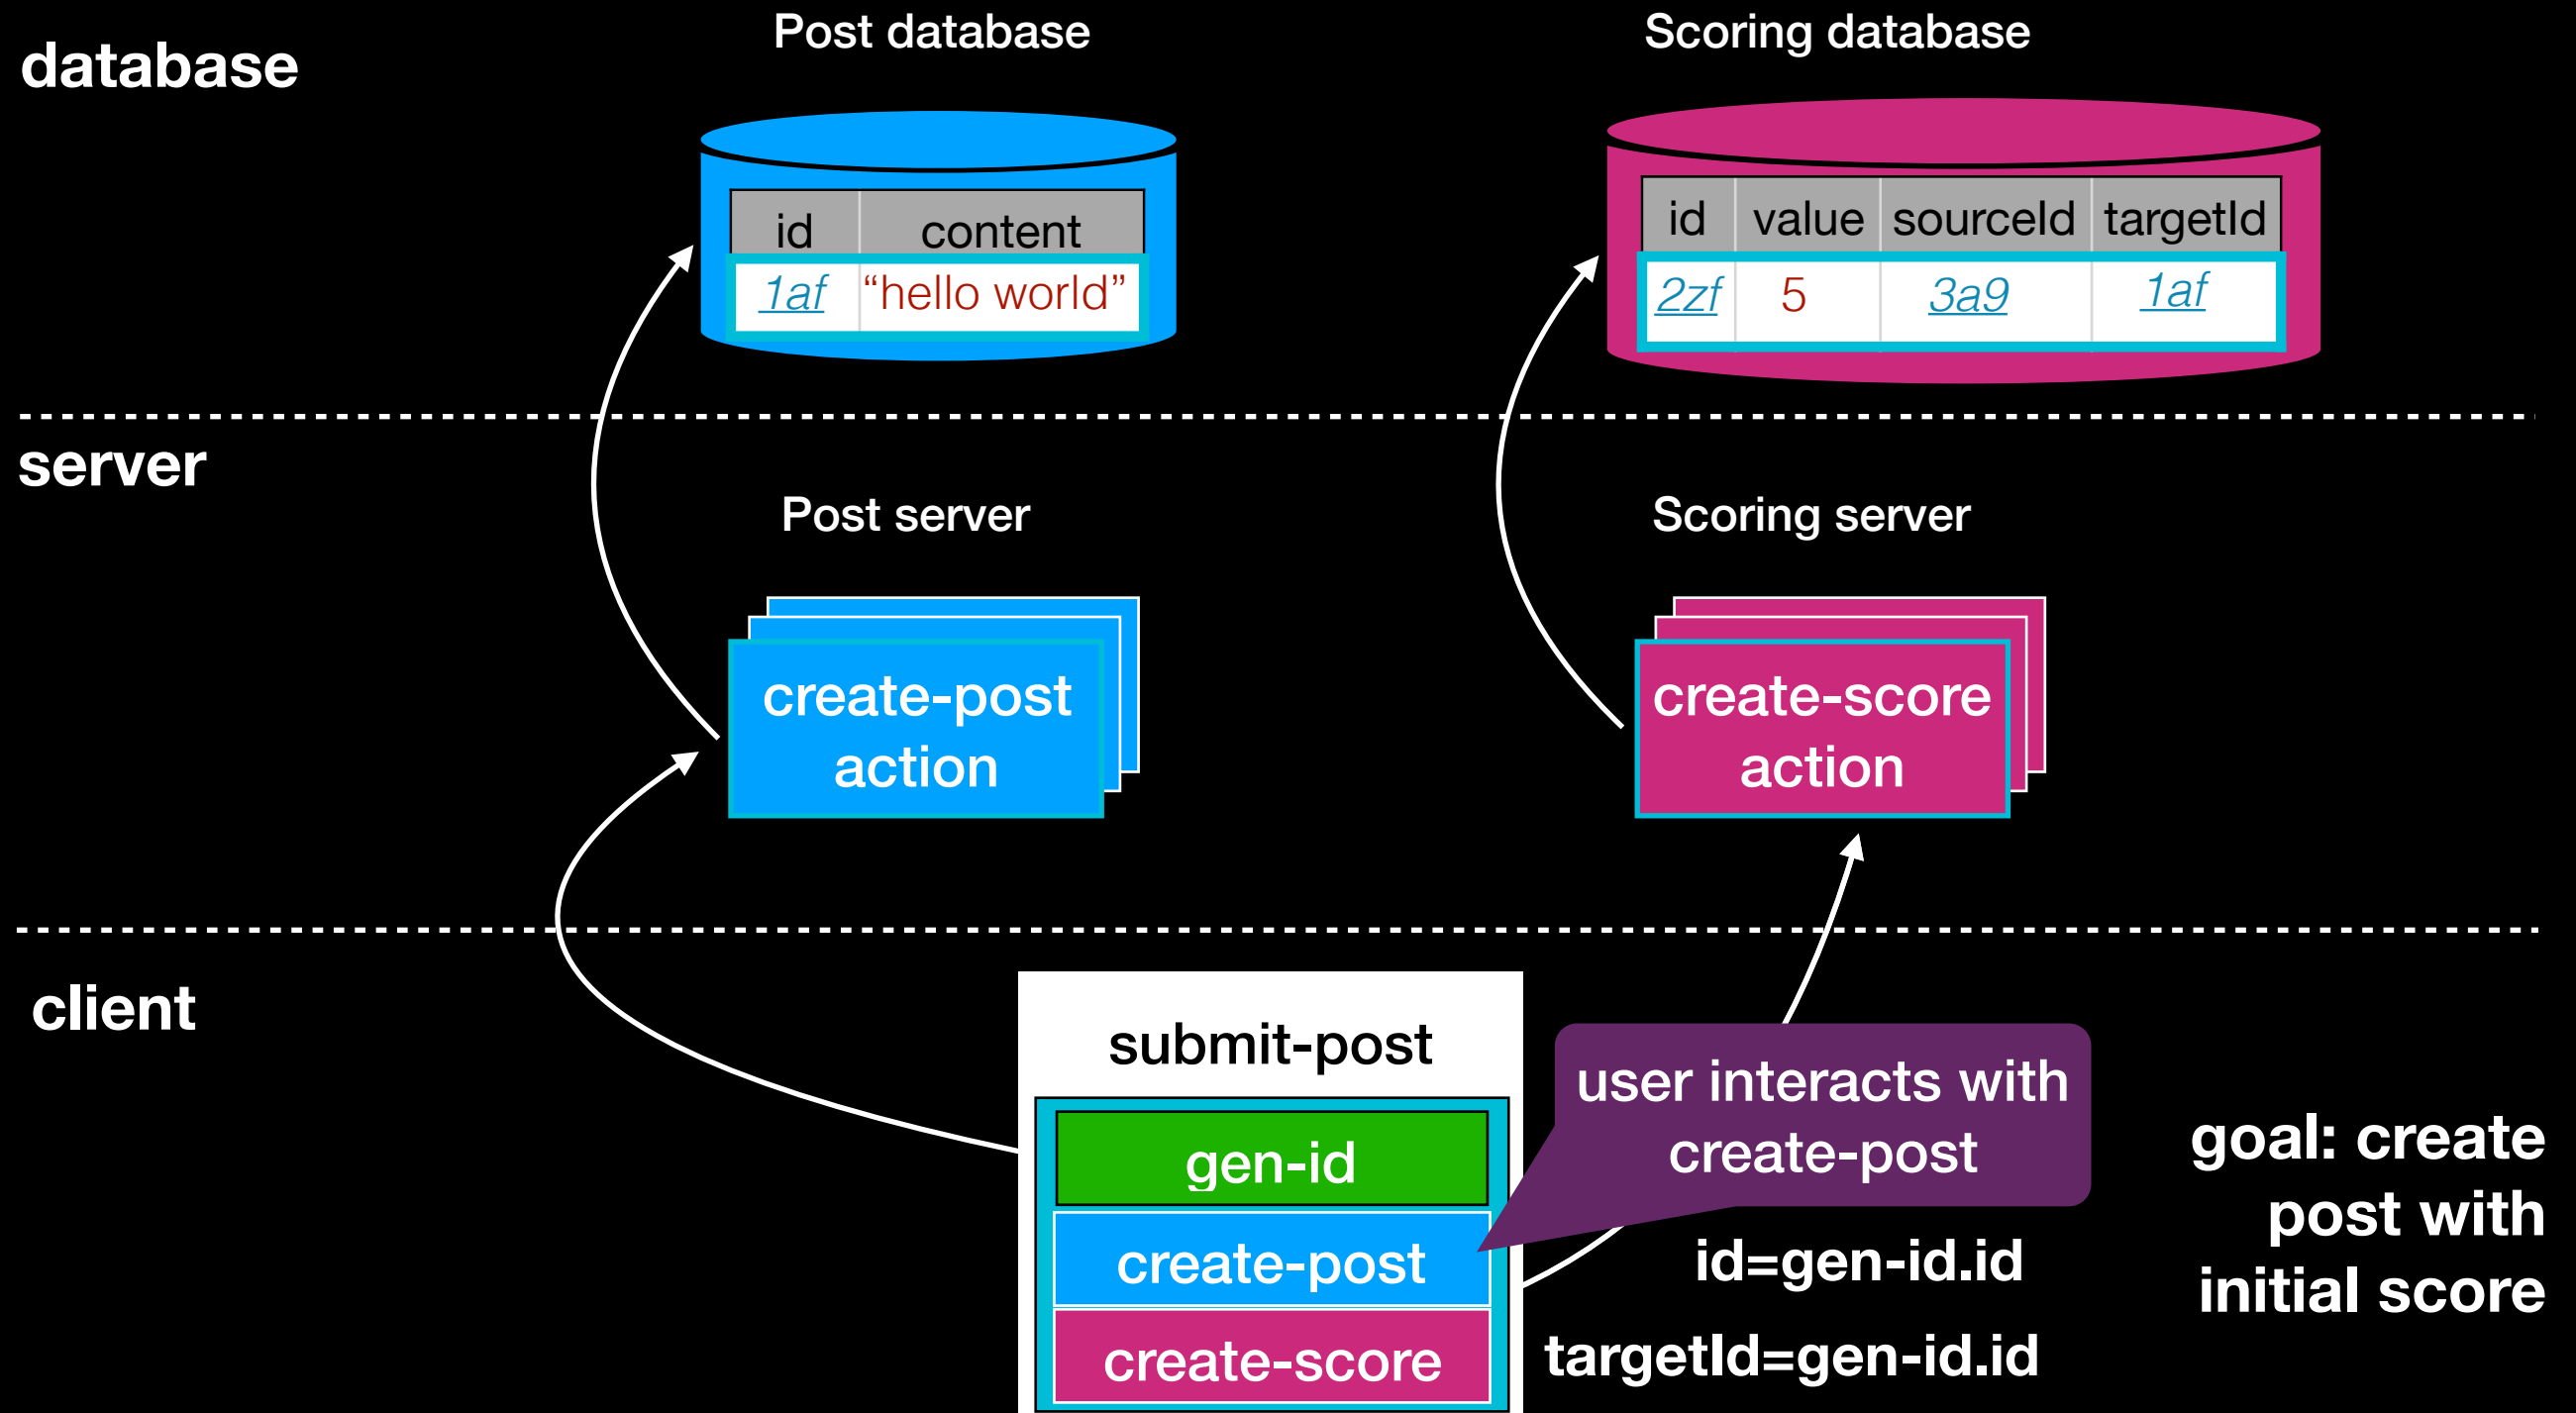 database
Post database
Scoring database
id content
1af “hello world”
id value sourceId targetId
2zf 5 3a9 1af
server
Post server
Scoring server
create-post
action
create-score
action
client
submit-post
gen-id
create-post
create-score
user interacts with
create-post
id=gen-id.id
targetId=gen-id.id
goal: create
post with
initial score